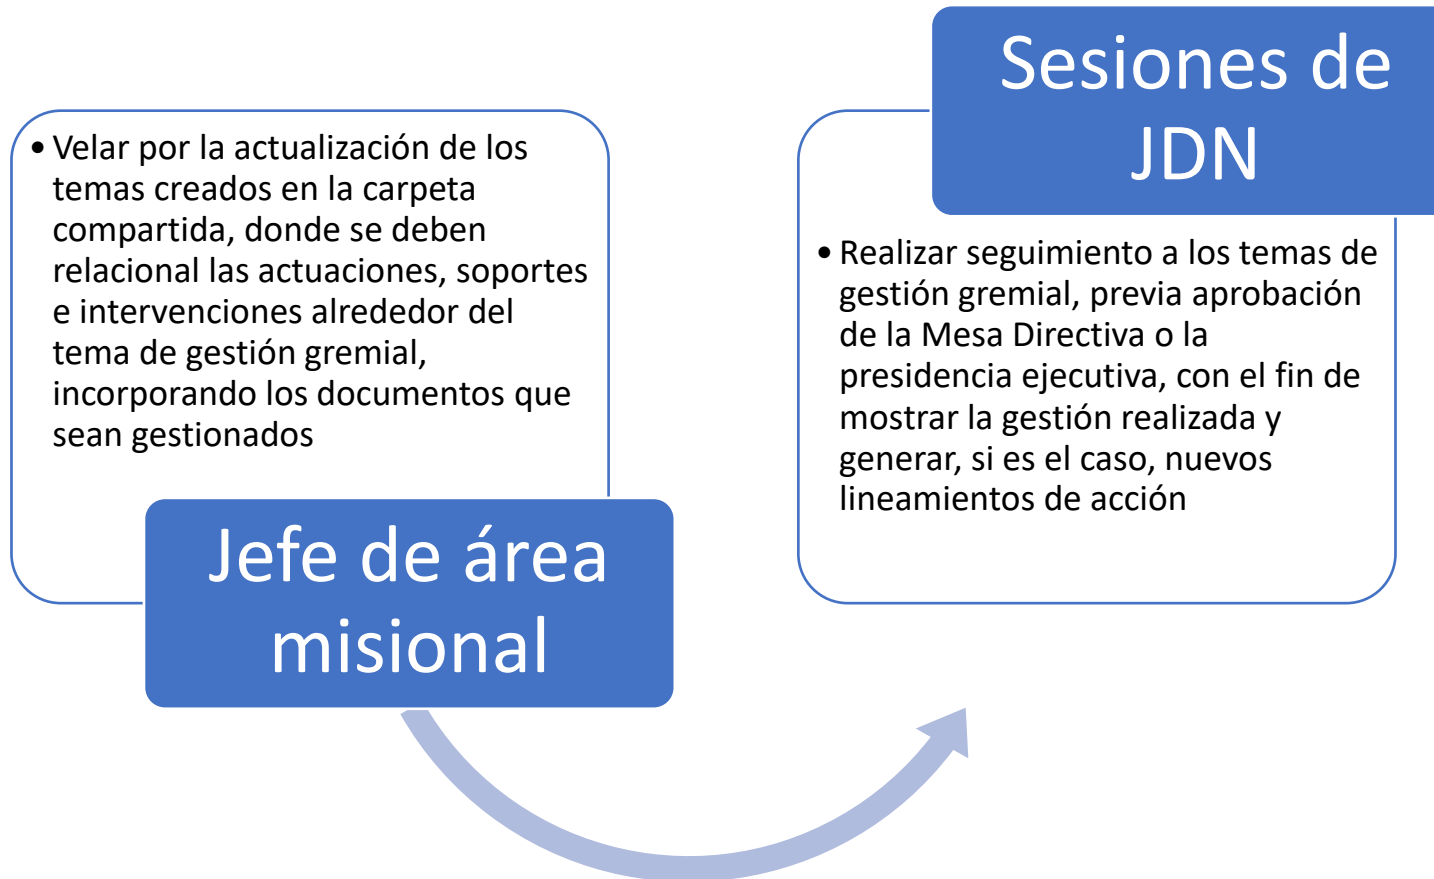 • Velar por la actualización de los
temas creados en la carpeta
compartida, donde se deben
relacional las actuaciones, soportes
e intervenciones alrededor del
tema de gestión gremial,
incorporando los documentos que
sean gestionados
Jefe de área
misional
Sesiones de
JDN
• Realizar seguimiento a los temas de
gestión gremial, previa aprobación
de la Mesa Directiva o la
presidencia ejecutiva, con el fin de
mostrar la gestión realizada y
generar, si es el caso, nuevos
lineamientos de acción